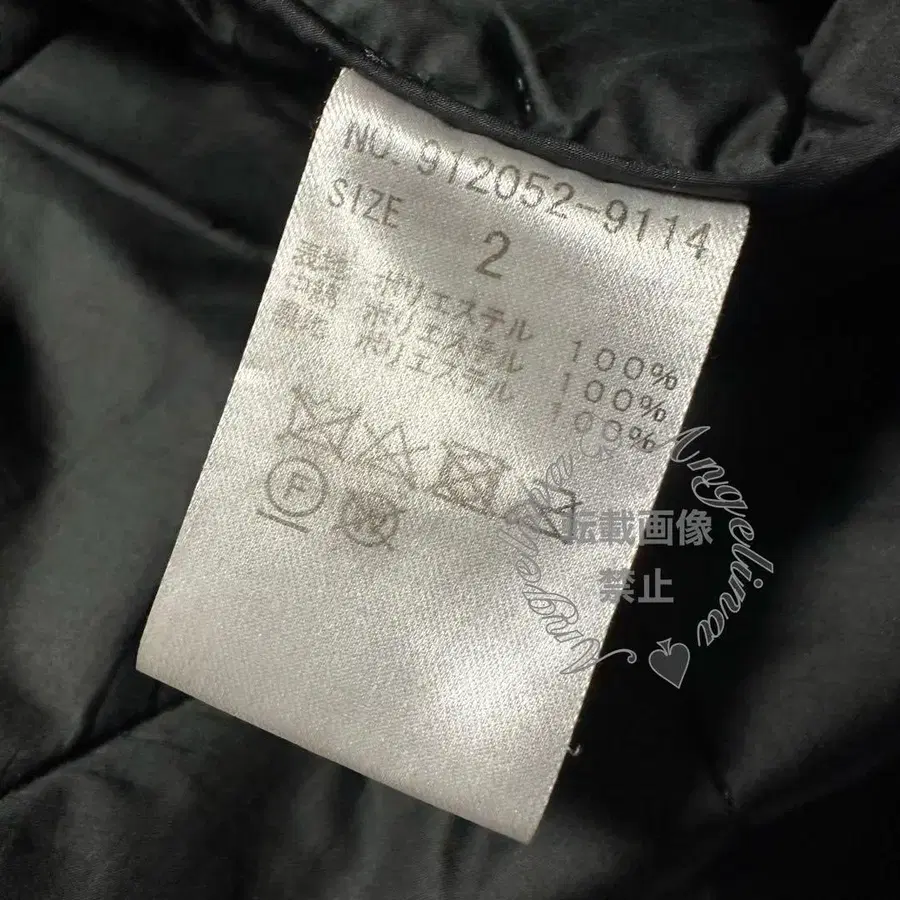 NO. 912052-9114
SIZE 2
表地 ポリエステル 100%
中綿 ポリエステル 100%
裏地 ポリエステル 100%
P
W
Angelina♠Angelina
転載画像
禁止